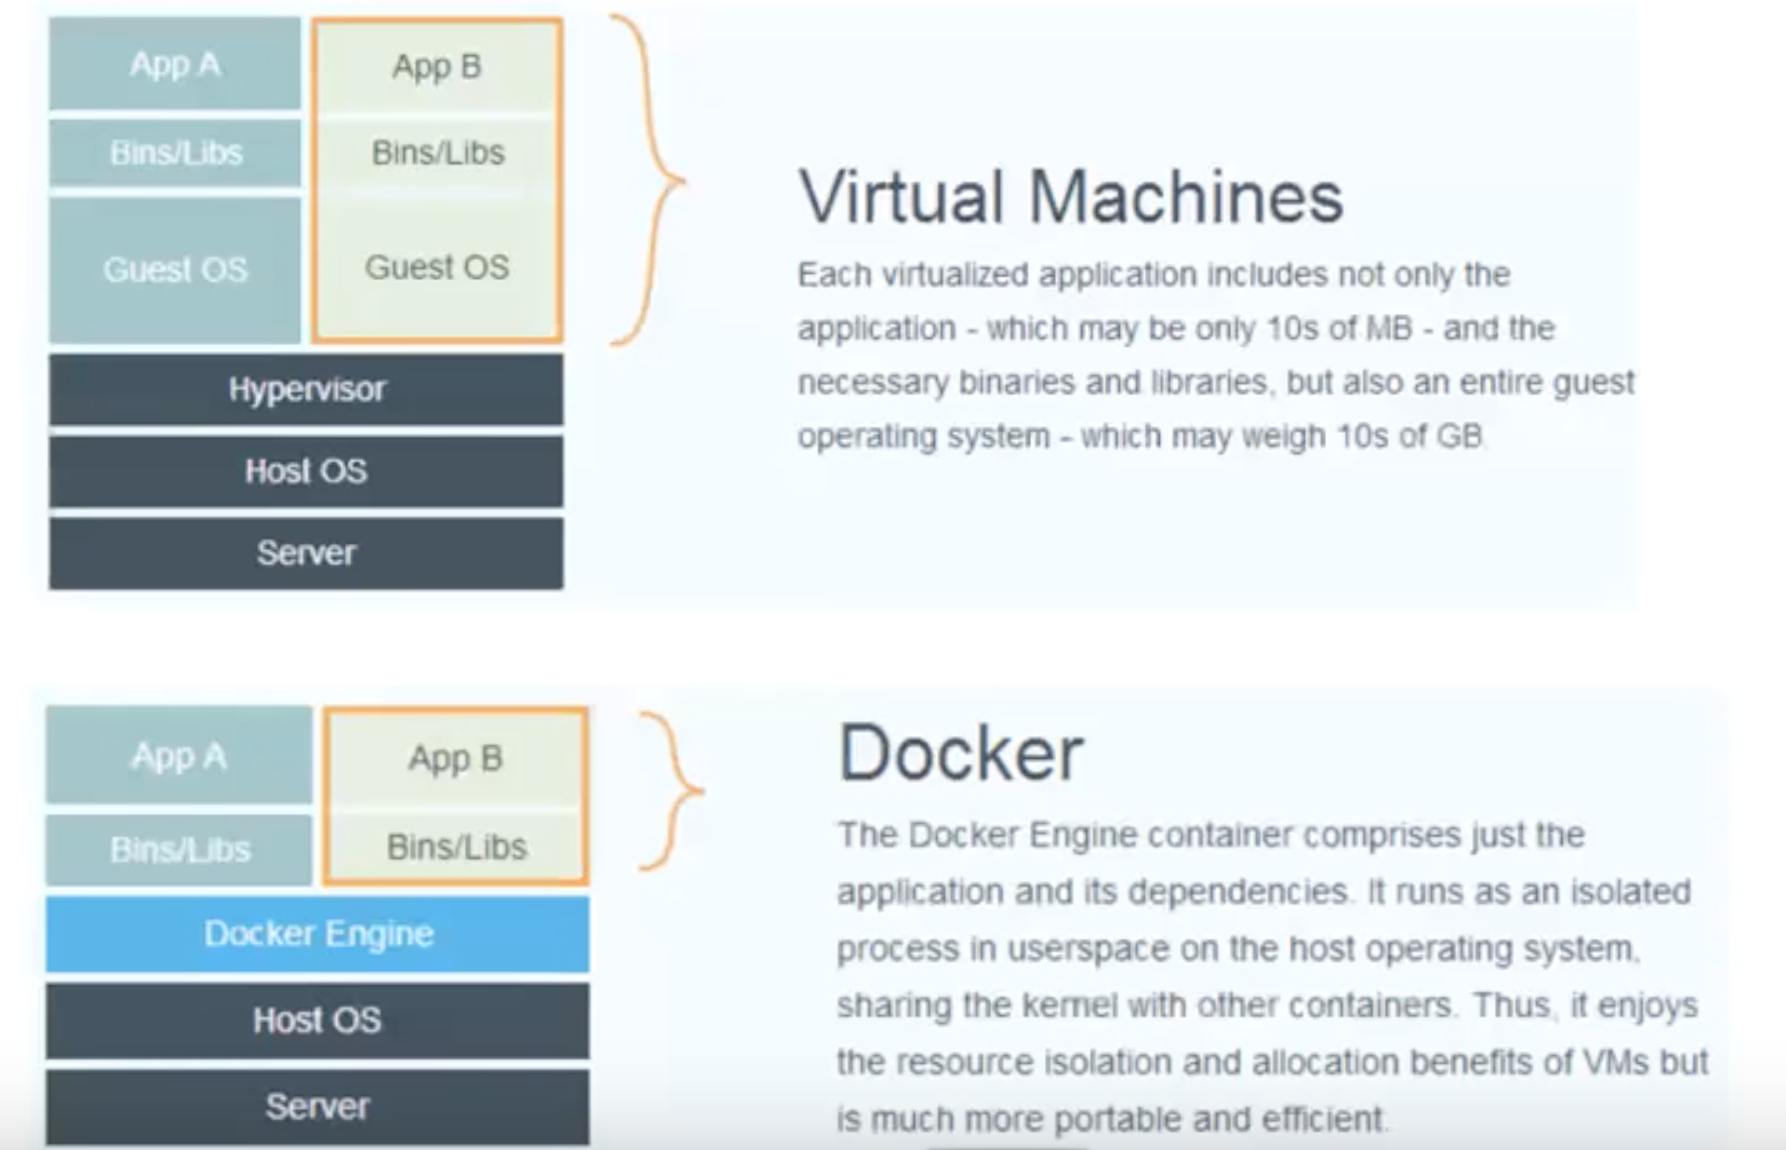 App A
App B
Bins/Libs
Bins/Libs
Guest OS
Guest OS
Hypervisor
Host OS
Server
Virtual Machines
Each virtualized application includes not only the
application - which may be only 10s of MB - and the
necessary binaries and libraries, but also an entire guest
operating system - which may weigh 10s of GB.
App A
App B
Bins/Libs
Bins/Libs
Docker Engine
Host OS
Server
Docker
The Docker Engine container comprises just the
application and its dependencies. It runs as an isolated
process in userspace on the host operating system,
sharing the kernel with other containers. Thus, it enjoys
the resource isolation and allocation benefits of VMs but
is much more portable and efficient.